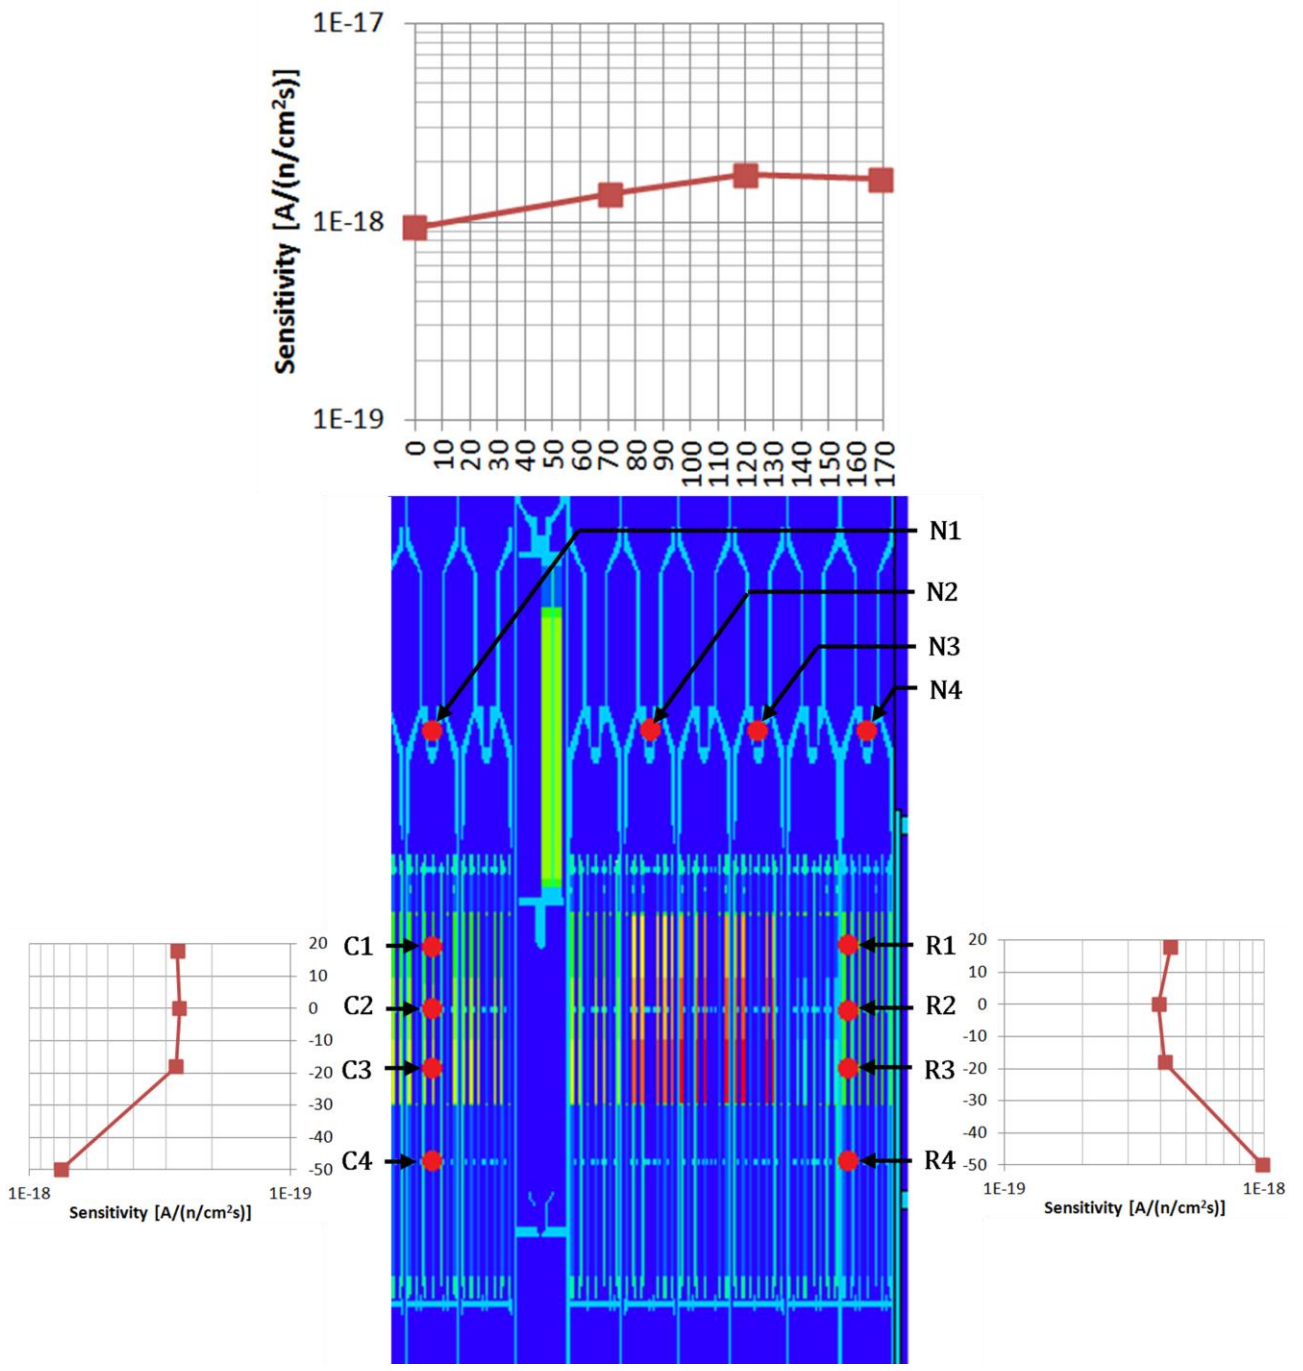 1E-17
Sensitivity [A/(n/cm²s)]
1E-18
1E-19
0 10 20 30 40 50 60 70 80 90 100 110 120 130 140 150 160 170
N1
N2
N3
N4
20
10
0
-10
-20
-30
-40
-50
1E-18 1E-19
Sensitivity [A/(n/cm²s)]
C1
C2
C3
C4
R1
R2
R3
R4
20
10
0
-10
-20
-30
-40
-50
1E-19 1E-18
Sensitivity [A/(n/cm²s)]